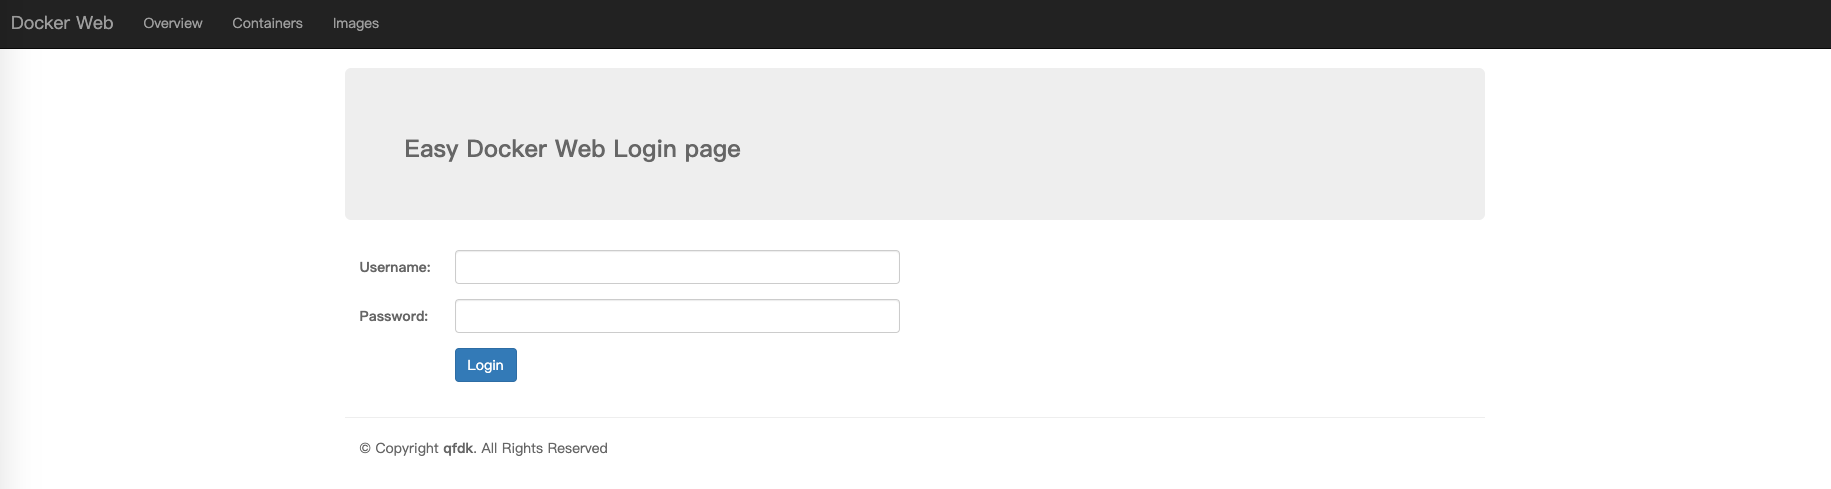 Docker Web Overview Containers Images
Easy Docker Web Login page
Username:
Password:
Login
© Copyright qfdk. All Rights Reserved